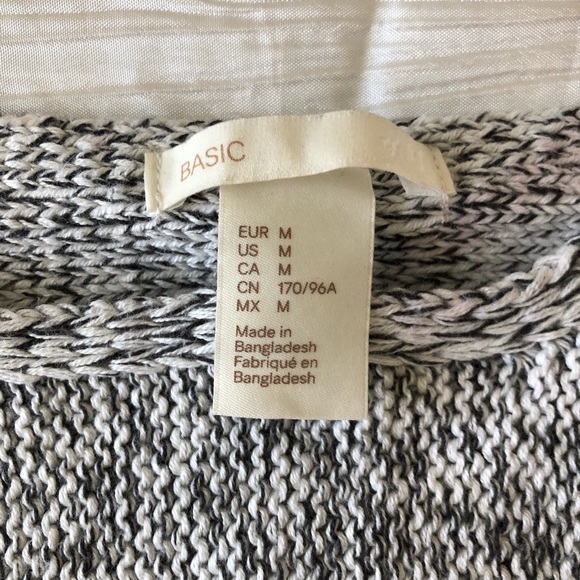 BASIC
EUR M
US M
CA M
CN 170/96A
MX M
Made in
Bangladesh
Fabriqué en
Bangladesh